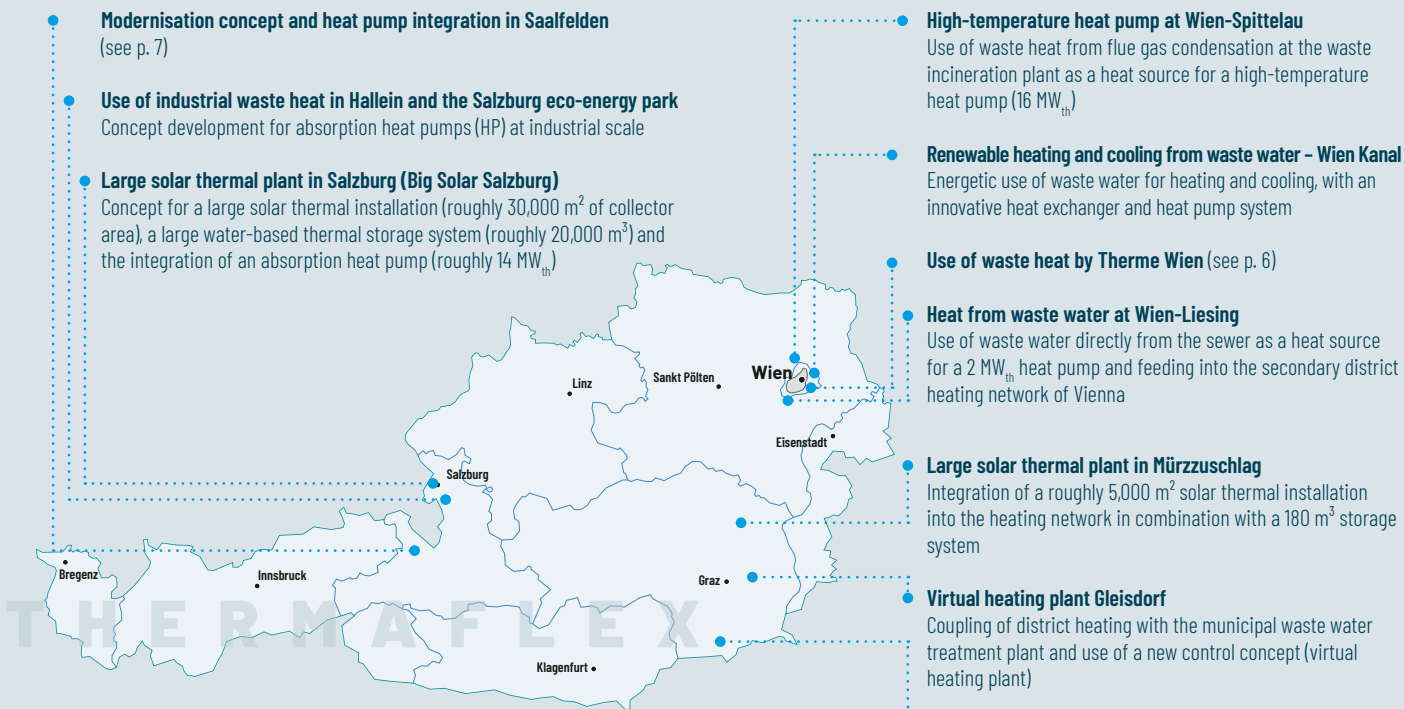 Modernisation concept and heat pump integration in Saalfelden
(see p. 7)
Use of industrial waste heat in Hallein and the Salzburg eco-energy park
Concept development for absorption heat pumps (HP) at industrial scale
Large solar thermal plant in Salzburg (Big Solar Salzburg)
Concept for a large solar thermal installation (roughly 30,000 m² of collector
area), a large water-based thermal storage system (roughly 20,000 m³) and
the integration of an absorption heat pump (roughly 14 MWth)
High-temperature heat pump at Wien-Spittelau
Use of waste heat from flue gas condensation at the waste
incineration plant as a heat source for a high-temperature
heat pump (16 MWth)
Renewable heating and cooling from waste water – Wien Kanal
Energetic use of waste water for heating and cooling, with an
innovative heat exchanger and heat pump system
Use of waste heat by Therme Wien (see p. 6)
Heat from waste water at Wien-Liesing
Use of waste water directly from the sewer as a heat source
for a 2 MWth heat pump and feeding into the secondary district
heating network of Vienna
Large solar thermal plant in Mürzzuschlag
Integration of a roughly 5,000 m² solar thermal installation
into the heating network in combination with a 180 m³ storage
system
Virtual heating plant Gleisdorf
Coupling of district heating with the municipal waste water
treatment plant and use of a new control concept (virtual
heating plant)
Linz
Sankt Pölten
Wien
Eisenstadt
Salzburg
Bregenz
Innsbruck
Graz
Klagenfurt
THERMAFLEX